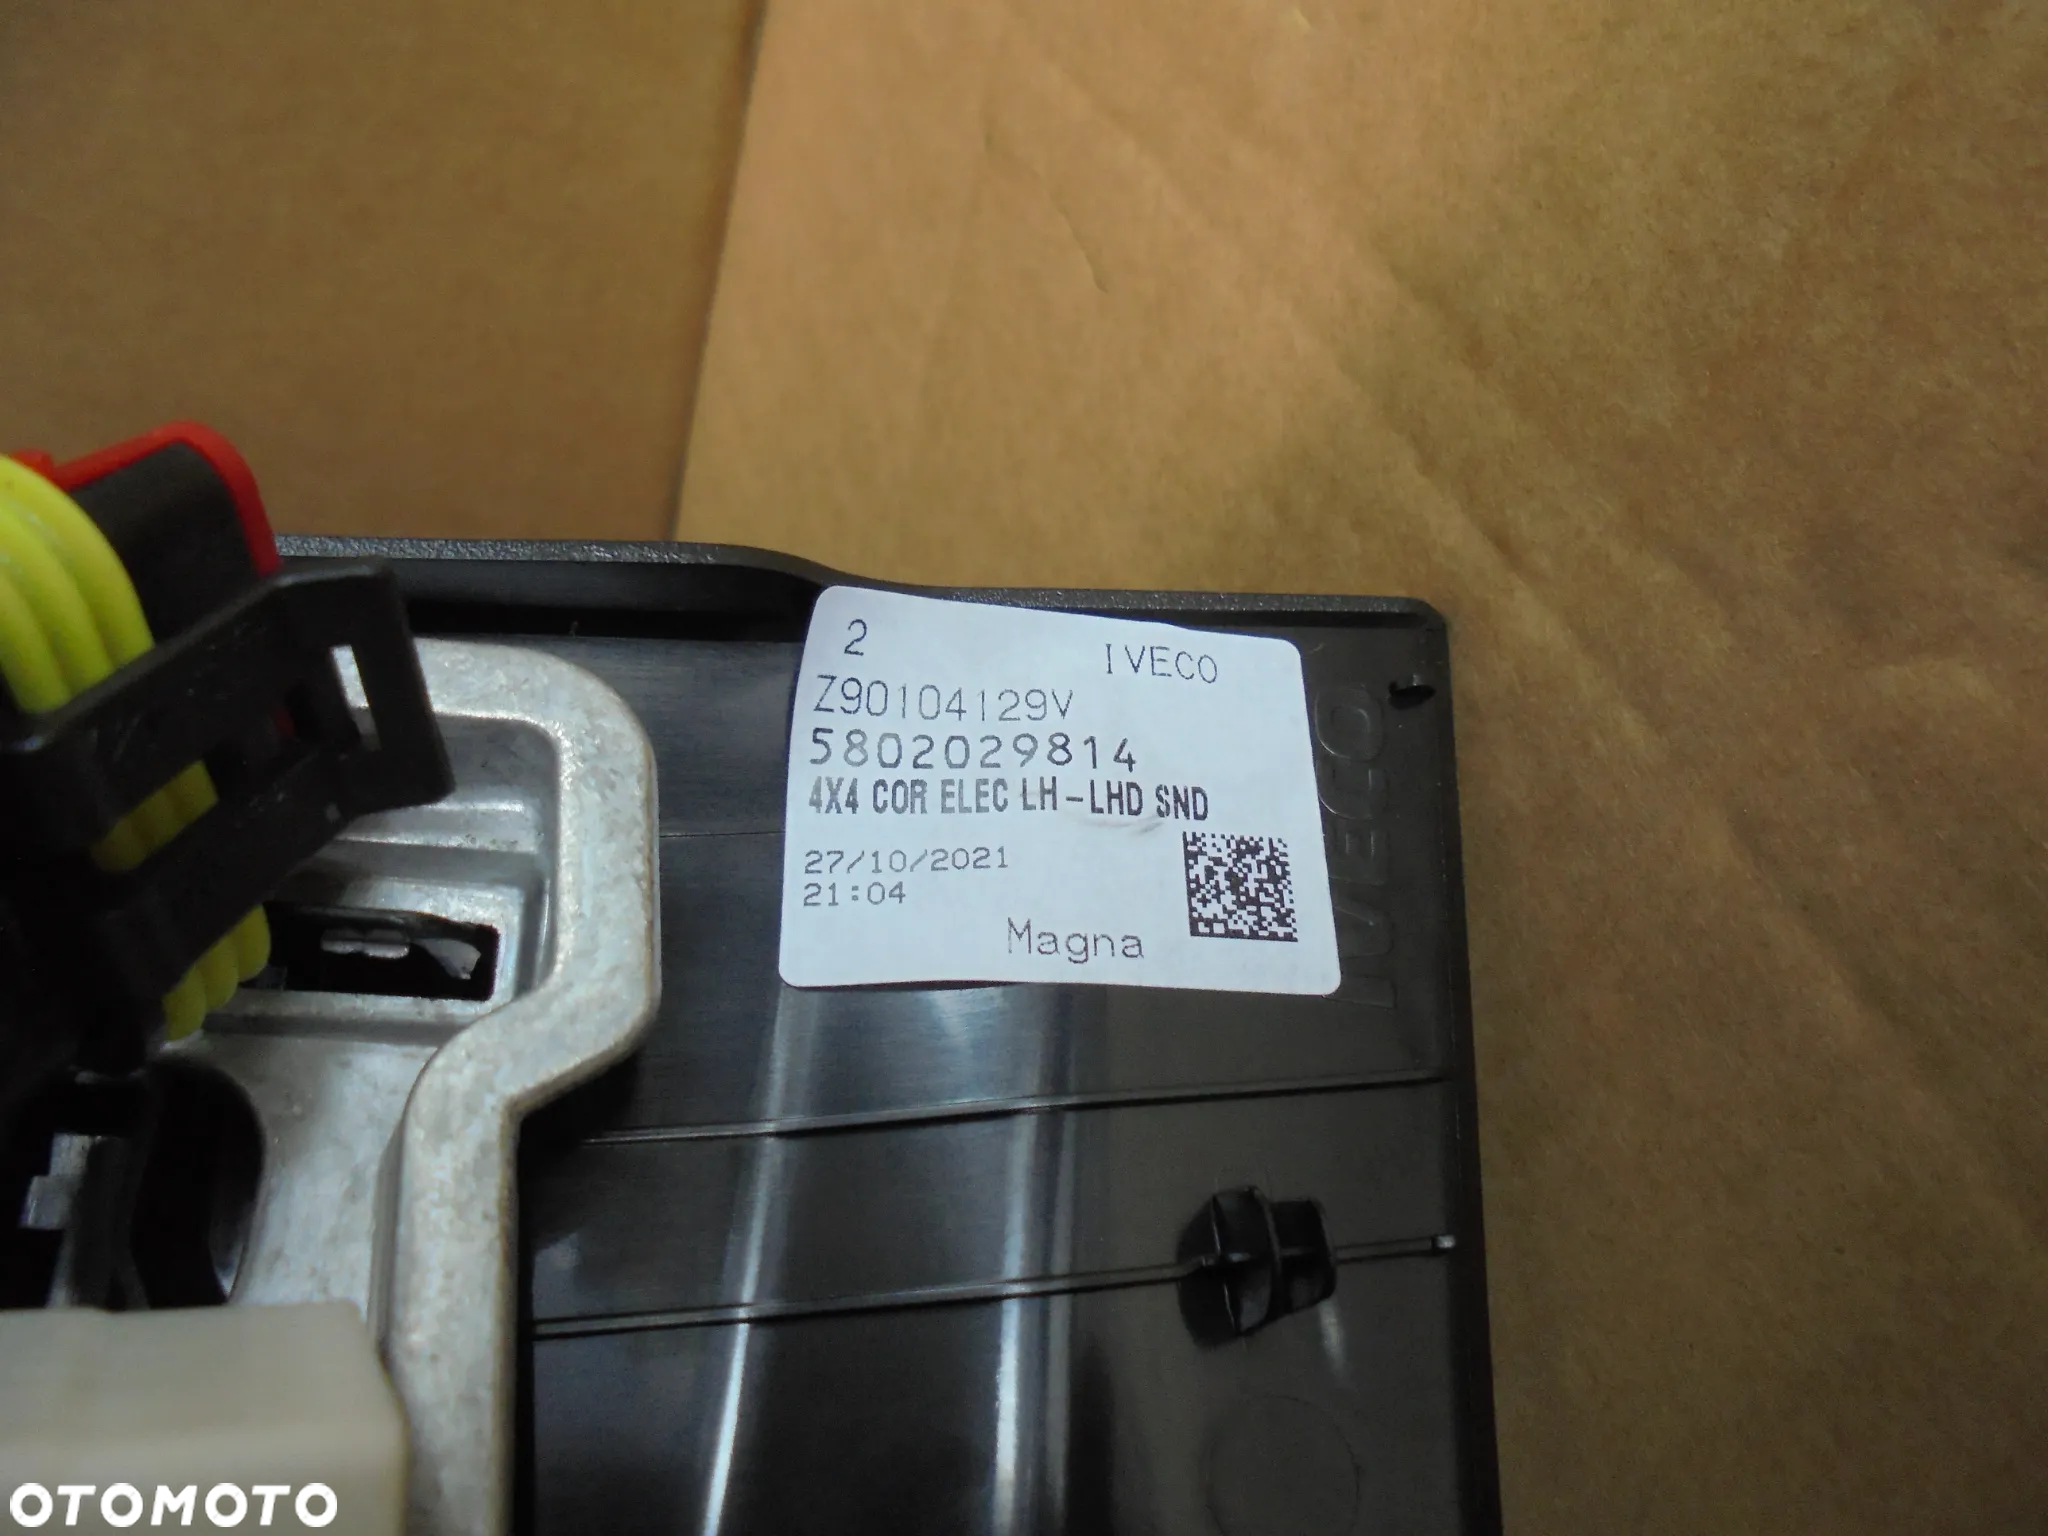 2
IVECO
Z90104129V
5802029814
4X4 COR ELEC LH-LHD SND
27/10/2021
21:04
Magna
IVECO
OTOMOTO